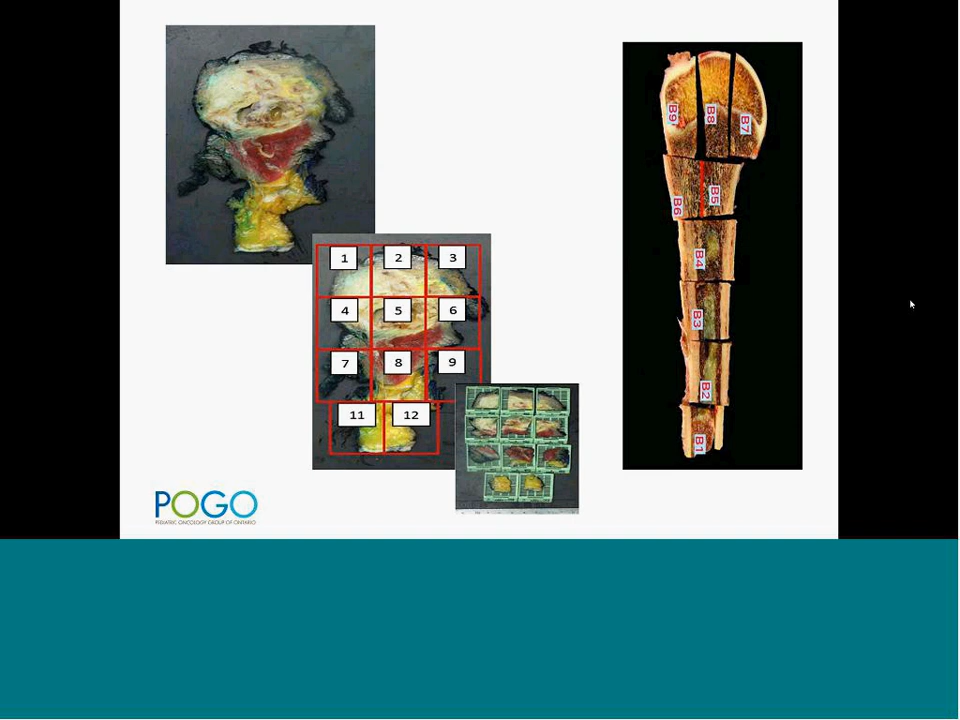 1 2 3
4 5 6
7 8 9
11 12
B9 B8 B7
B6 B5
B4
B3
B2
B1
POGO
PEDIATRIC ONCOLOGY GROUP OF ONTARIO